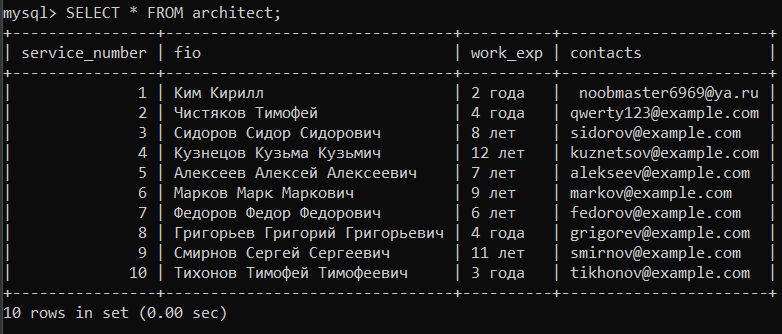 mysql> SELECT * FROM architect;
+----------------+-----------------------------+----------+----------------------+
| service_number | fio                         | work_exp | contacts             |
+----------------+-----------------------------+----------+----------------------+
|              1 | Ким Кирилл                  | 2 года   |  noobmaster6969@ya.ru |
|              2 | Чистяков Тимофей            | 4 года   | qwerty123@example.com |
|              3 | Сидоров Сидор Сидорович     | 8 лет    | sidorov@example.com  |
|              4 | Кузнецов Кузьма Кузьмич     | 12 лет   | kuznetsov@example.com |
|              5 | Алексеев Алексей Алексеевич | 7 лет    | alekseev@example.com |
|              6 | Марков Марк Маркович        | 9 лет    | markov@example.com   |
|              7 | Федоров Федор Федорович     | 6 лет    | fedorov@example.com  |
|              8 | Григорьев Григорий Григорьевич | 4 года   | grigorev@example.com |
|              9 | Смирнов Сергей Сергеевич    | 11 лет   | smirnov@example.com  |
|             10 | Тихонов Тимофей Тимофеевич  | 3 года   | tikhonov@example.com |
+----------------+-----------------------------+----------+----------------------+
10 rows in set (0.00 sec)